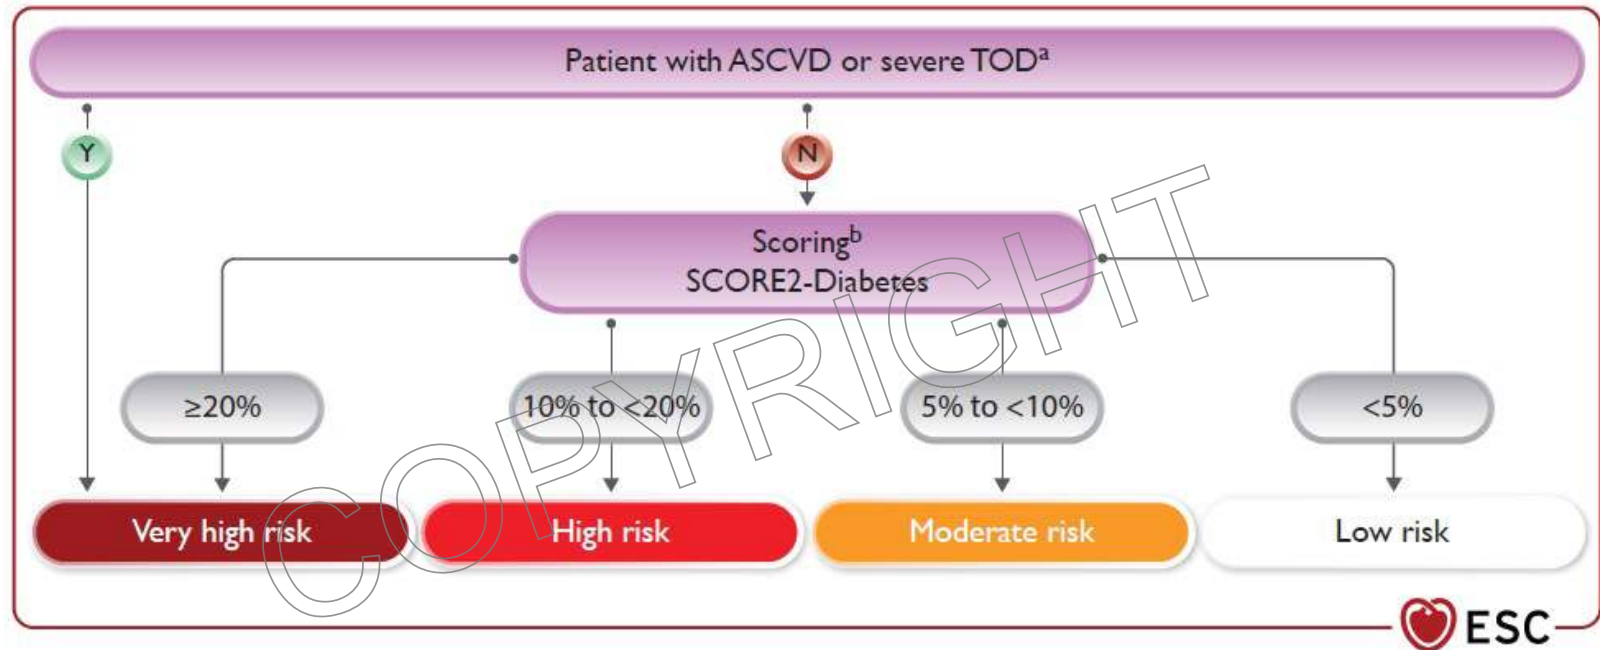 Patient with ASCVD or severe TODa
Y
N
Scoringb
SCORE2-Diabetes
≥20%
10% to <20%
5% to <10%
<5%
Very high risk
High risk
Moderate risk
Low risk
COPYRIGHT
ESC